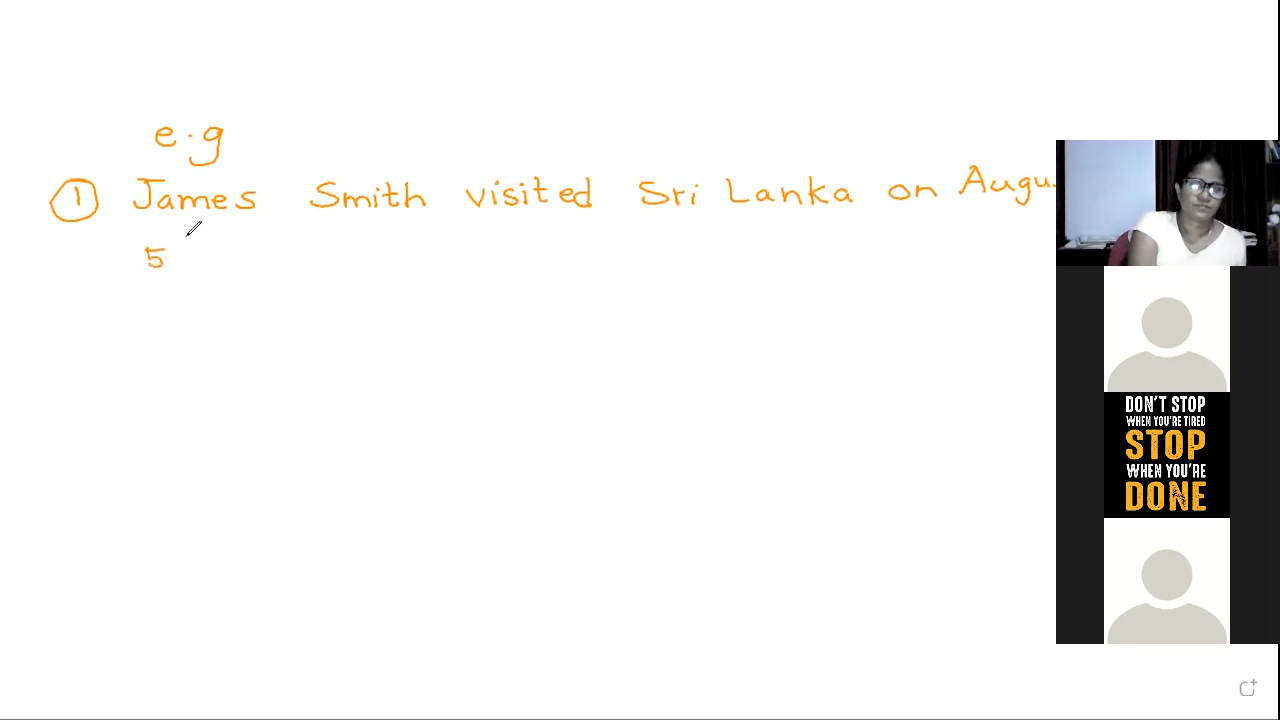 e.g
① James Smith visited Sri Lanka on Augu
5
DON'T STOP
WHEN YOU'RE TIRED
STOP
WHEN YOU'RE
DONE